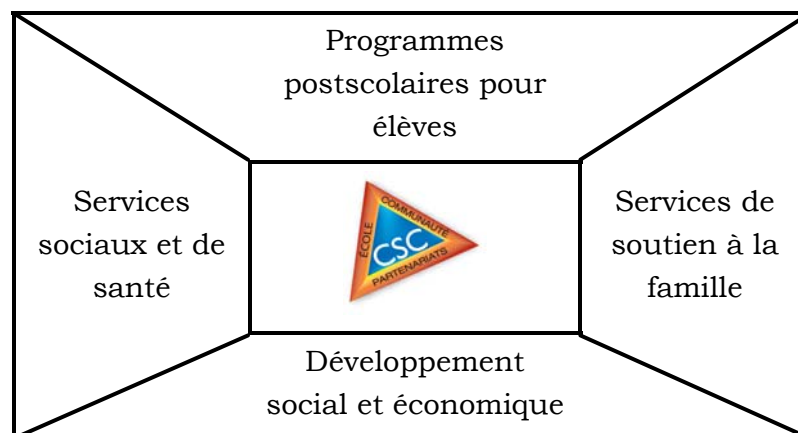 Programmes
postscolaires pour
élèves
Services
sociaux et de
santé
ÉCOLE
COMMUNAUTÉ
CSC
PARTENARIATS
Services de
soutien à la
famille
Développement
social et économique